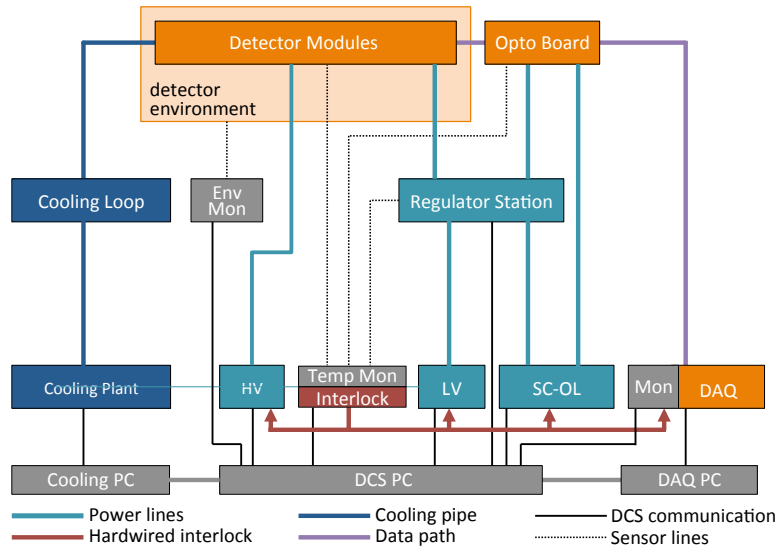 Detector Modules
Opto Board
detector
environment
Cooling Loop
Env
Mon
Regulator Station
Cooling Plant
HV
Temp Mon
Interlock
LV
SC-OL
Mon
DAQ
Cooling PC
DCS PC
DAQ PC
Power lines
Cooling pipe
DCS communication
Hardwired interlock
Data path
Sensor lines